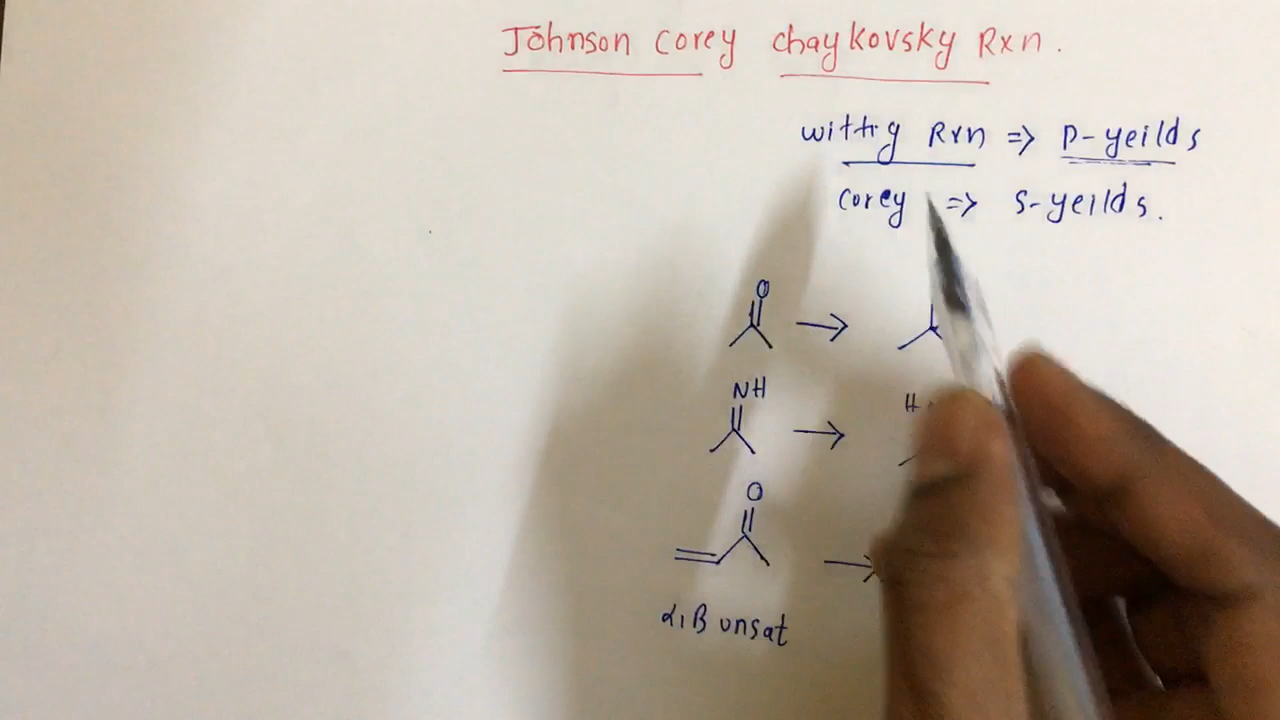 Johnson corey chaykovsky Rxn.
wittig Rxn => P-yeilds
corey => S-yeilds.
O
NH
H
O
α,β unsat